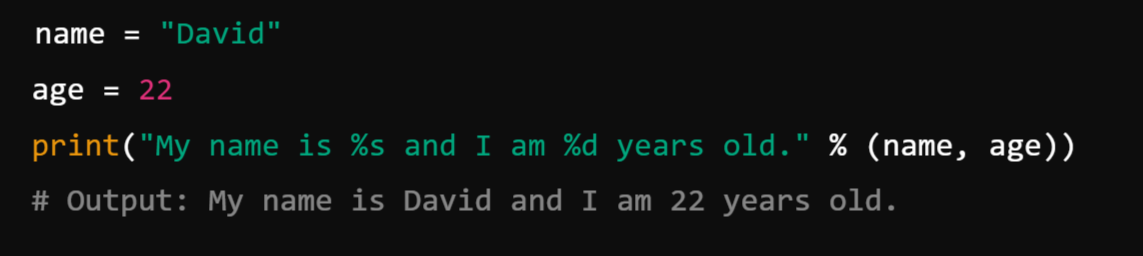 name = "David"
age = 22
print("My name is %s and I am %d years old." % (name, age))
# Output: My name is David and I am 22 years old.